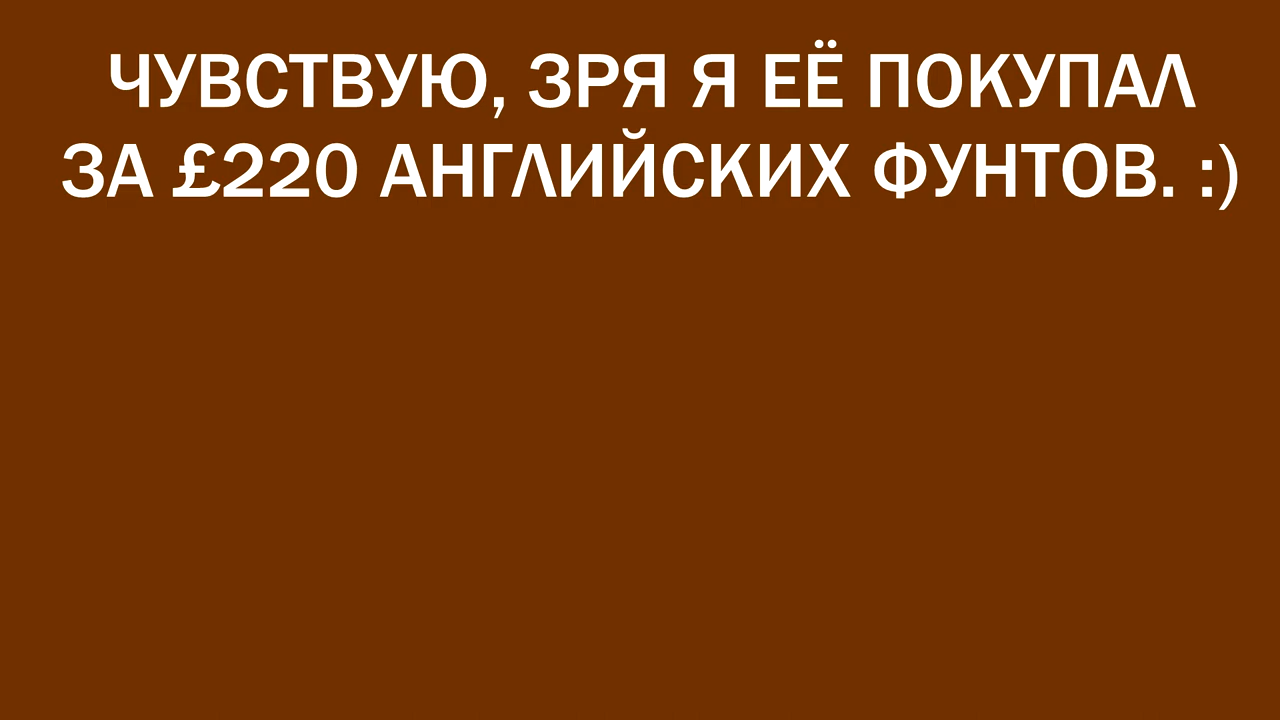 ЧУВСТВУЮ, ЗРЯ Я ЕЁ ПОКУПАЛ
ЗА £220 АНГЛИЙСКИХ ФУНТОВ. :)